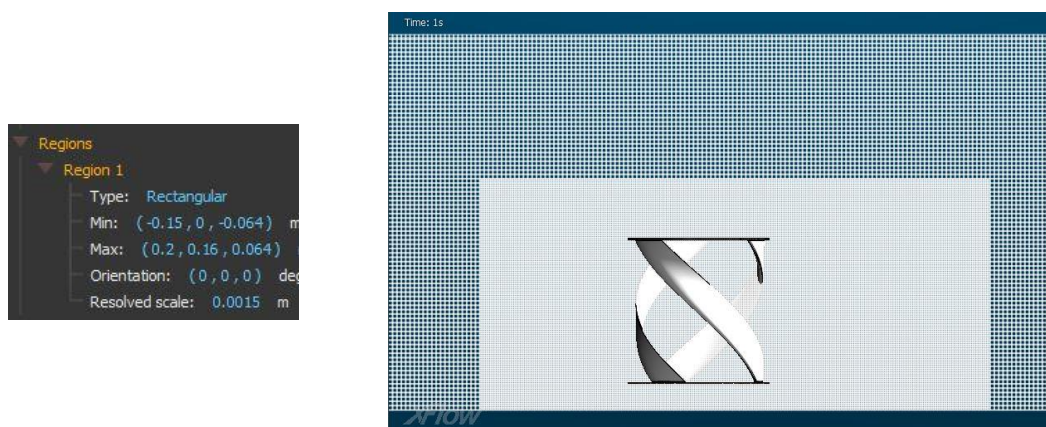 Regions
Region 1
Type: Rectangular
Min: (-0.15 , 0 , -0.064) m
Max: (0.2 , 0.16 , 0.064)
Orientation: (0 , 0 , 0) deg
Resolved scale: 0.0015 m
Time: 1s
XFlow